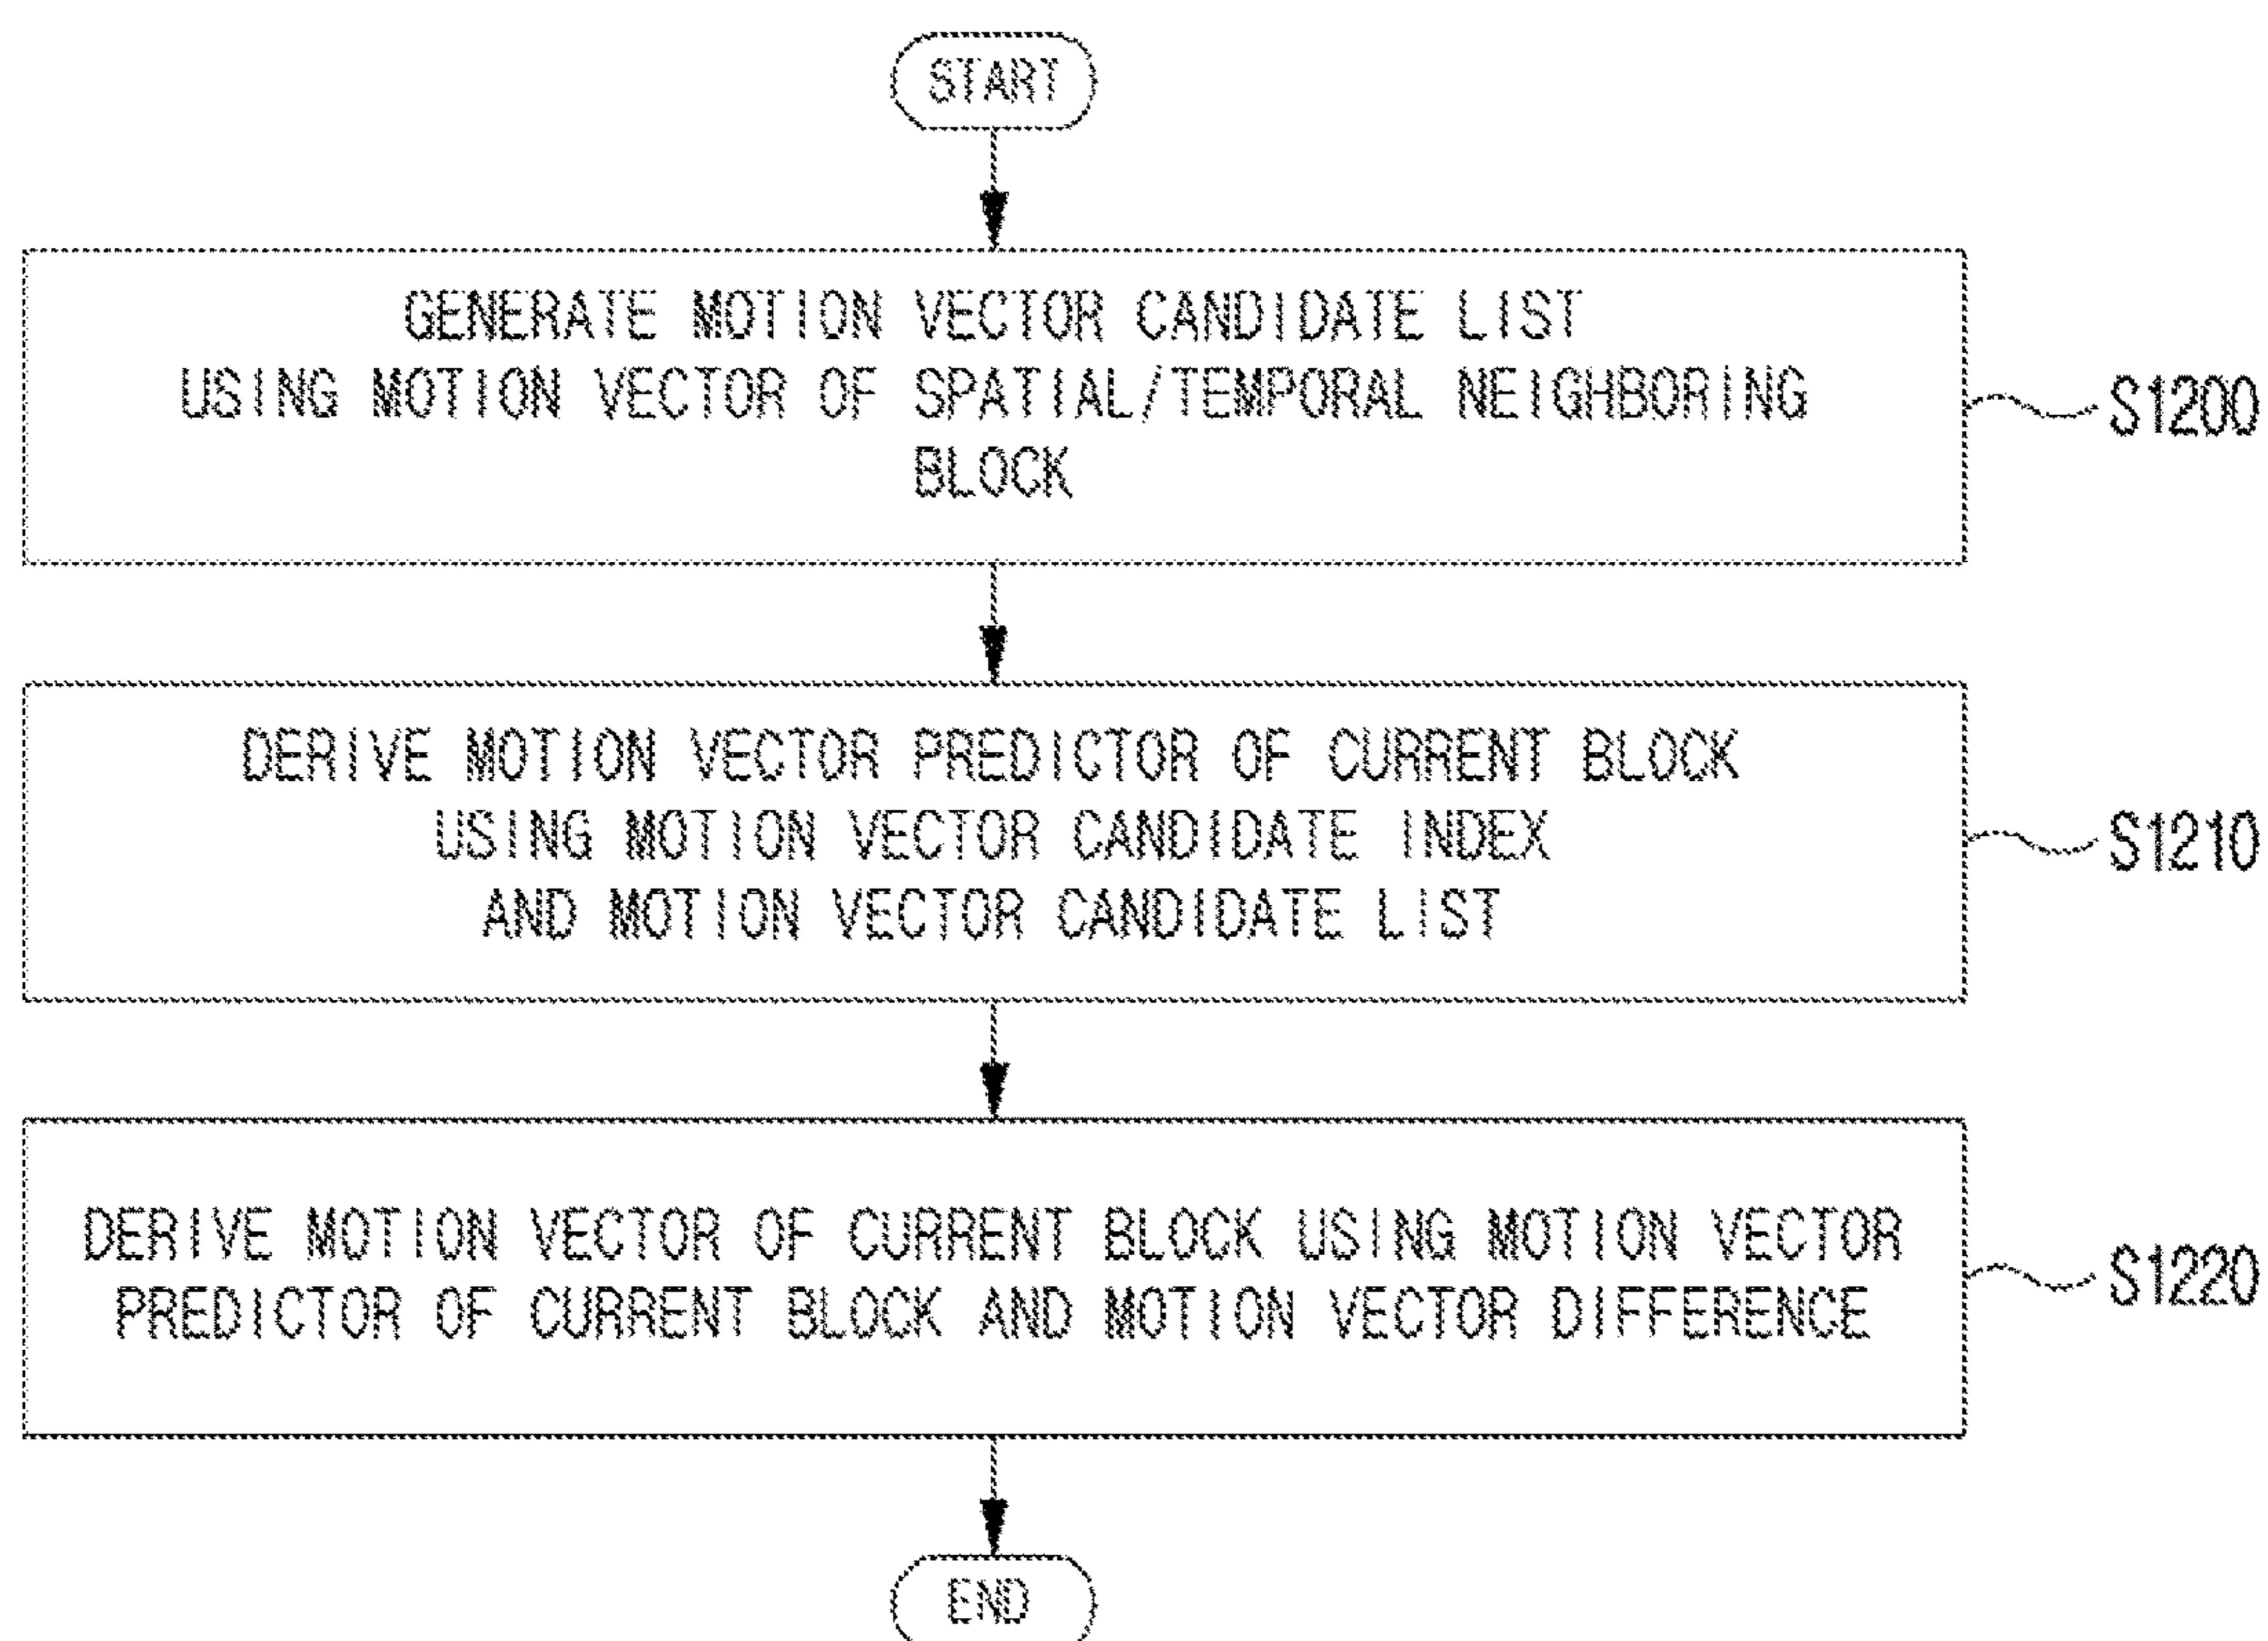 START
GENERATE MOTION VECTOR CANDIDATE LIST
USING MOTION VECTOR OF SPATIAL/TEMPORAL NEIGHBORING
BLOCK
S1200
DERIVE MOTION VECTOR PREDICTOR OF CURRENT BLOCK
USING MOTION VECTOR CANDIDATE INDEX
AND MOTION VECTOR CANDIDATE LIST
S1210
DERIVE MOTION VECTOR OF CURRENT BLOCK USING MOTION VECTOR
PREDICTOR OF CURRENT BLOCK AND MOTION VECTOR DIFFERENCE
S1220
END